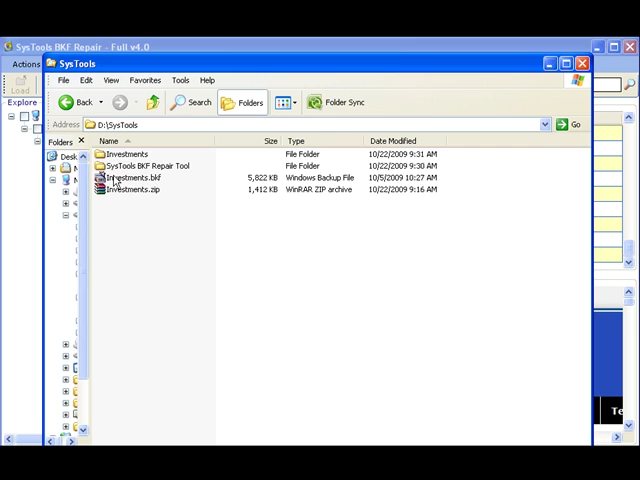 SysTools BKF Repair - Full v4.0
Actions
Load
Explore
SysTools
File Edit View Favorites Tools Help
Back Search Folders Folder Sync
Address D:\SysTools Go
Folders
Name Size Type Date Modified
Investments File Folder 10/22/2009 9:31 AM
SysTools BKF Repair Tool File Folder 10/22/2009 9:30 AM
Investments.bkf 5,822 KB Windows Backup File 10/5/2009 10:27 AM
Investments.zip 1,412 KB WinRAR ZIP archive 10/22/2009 9:16 AM
Desk
Te